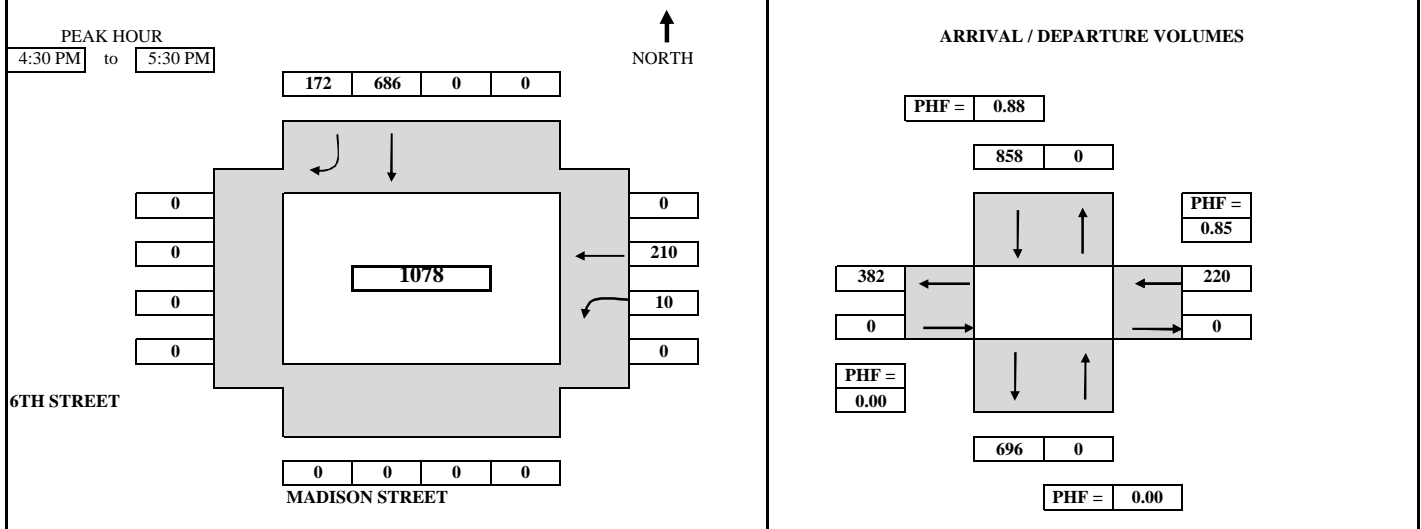 PEAK HOUR
4:30 PM to 5:30 PM
NORTH
172 686 0 0
0 0
0 210
1078
0 10
0 0
6TH STREET
0 0 0 0
MADISON STREET
ARRIVAL / DEPARTURE VOLUMES
PHF = 0.88
858 0
PHF =
0.85
382 220
0 0
PHF =
0.00
696 0
PHF = 0.00